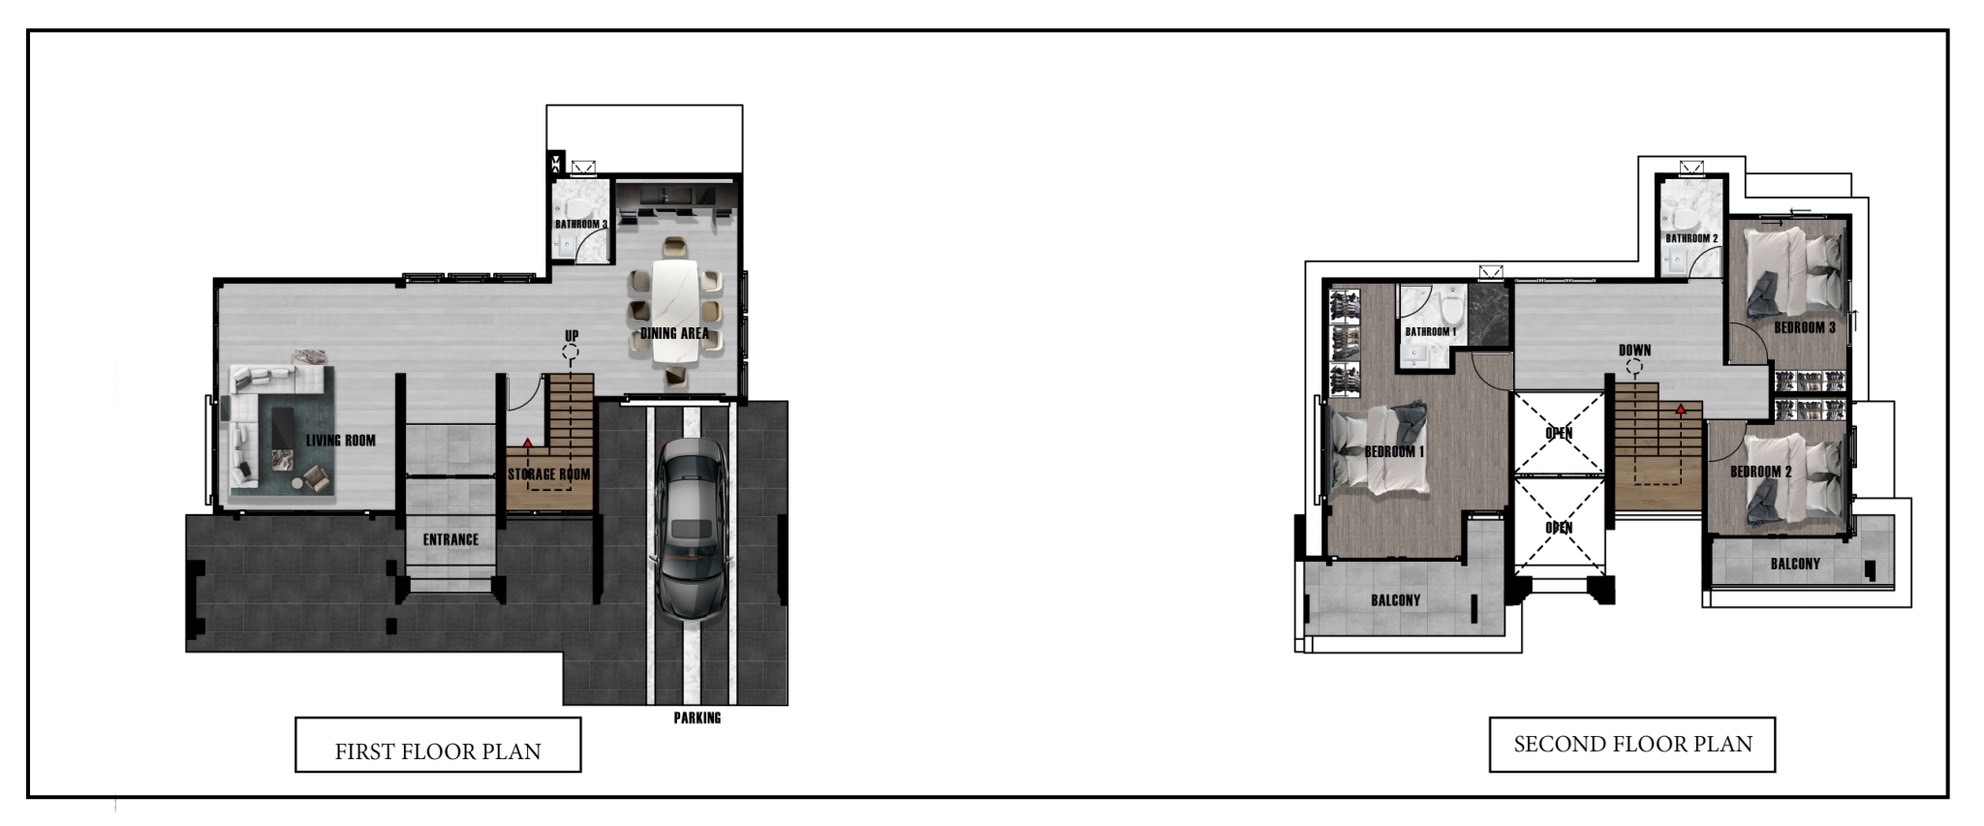 BATHROOM 3
UP
DINING AREA
LIVING ROOM
STORAGE ROOM
ENTRANCE
PARKING
FIRST FLOOR PLAN
BATHROOM 2
BEDROOM 3
BATHROOM 1
DOWN
OPEN
BEDROOM 1
BEDROOM 2
OPEN
BALCONY
BALCONY
SECOND FLOOR PLAN